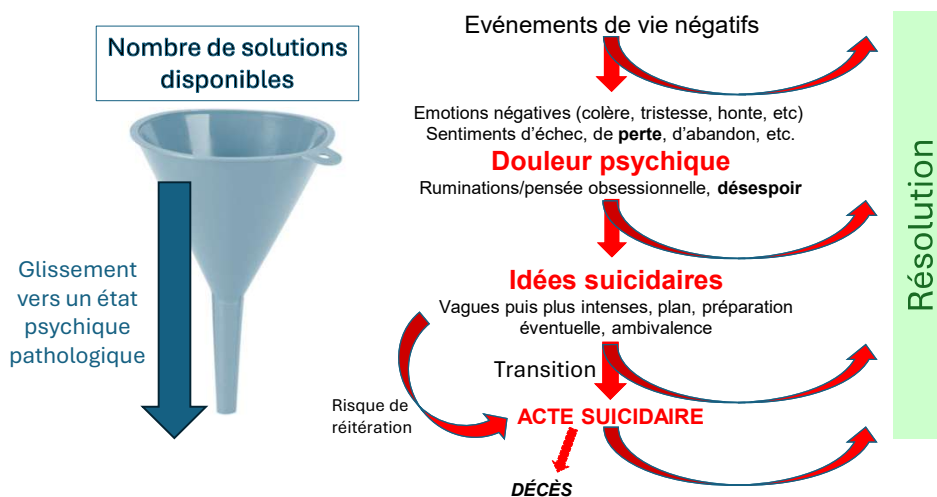 Nombre de solutions
disponibles
Glissement
vers un état
psychique
pathologique
Evénements de vie négatifs
Emotions négatives (colère, tristesse, honte, etc)
Sentiments d'échec, de perte, d'abandon, etc.
Douleur psychique
Ruminations/pensée obsessionnelle, désespoir
Idées suicidaires
Vagues puis plus intenses, plan, préparation
éventuelle, ambivalence
Transition
Risque de
réitération
ACTE SUICIDAIRE
DÉCÈS
Résolution